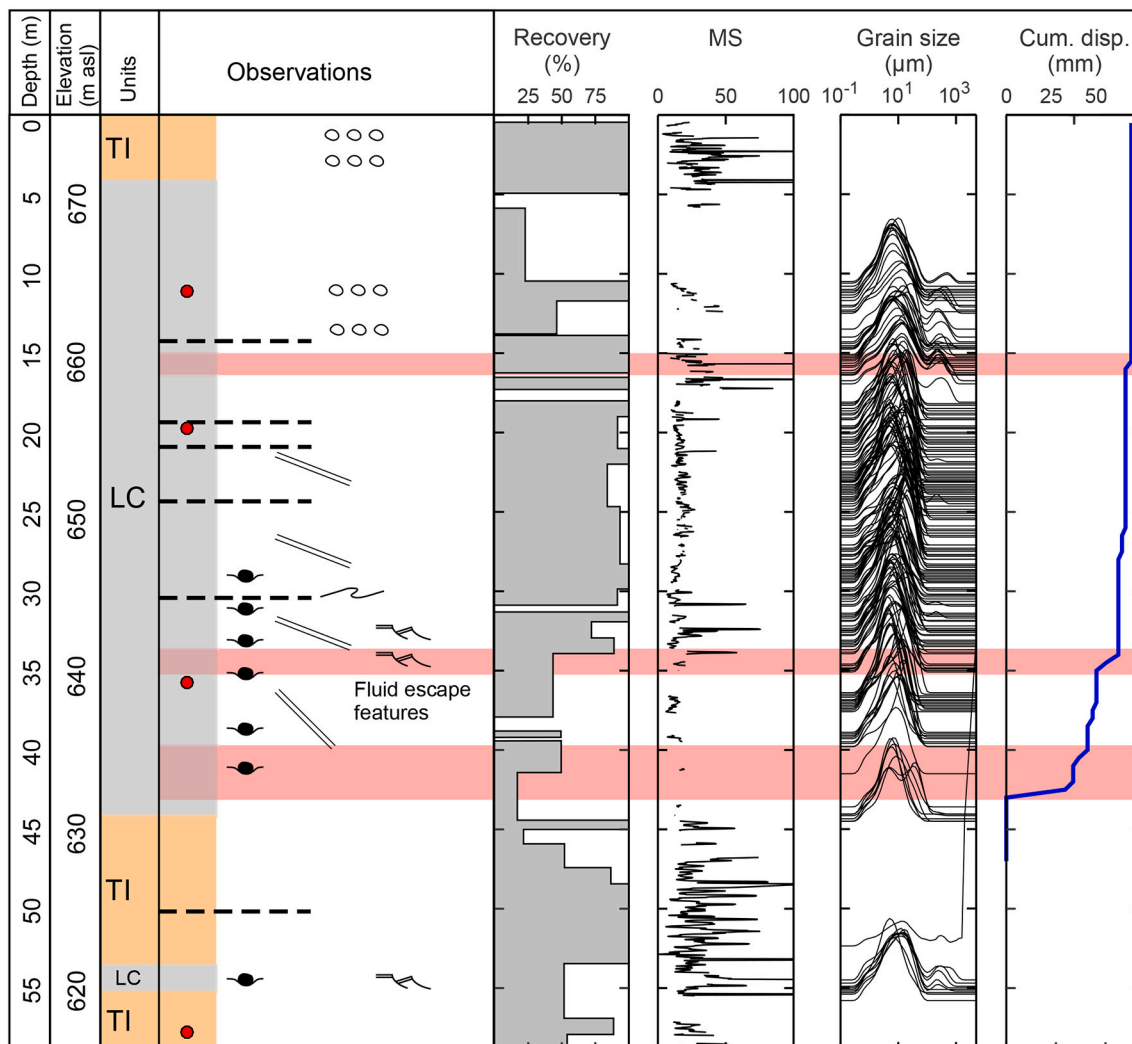 Depth (m)
Elevation
(m asl)
Units
Observations
Recovery
(%)
25 50 75
MS
0 50 100
Grain size
(µm)
10-1 101 103
Cum. disp.
(mm)
0 25 50
0
5
10
15
20
25
30
35
40
45
50
55
670
660
650
640
630
620
TI
LC
TI
LC
TI
Fluid escape
features